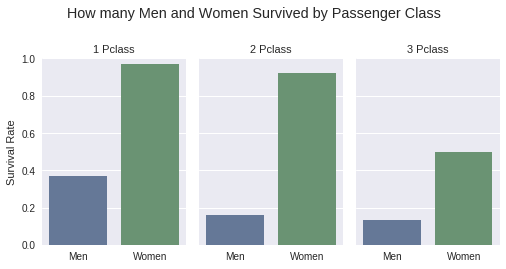 How many Men and Women Survived by Passenger Class
1 Pclass
2 Pclass
3 Pclass
Survival Rate
1.0
0.8
0.6
0.4
0.2
0.0
Men
Women
Men
Women
Men
Women